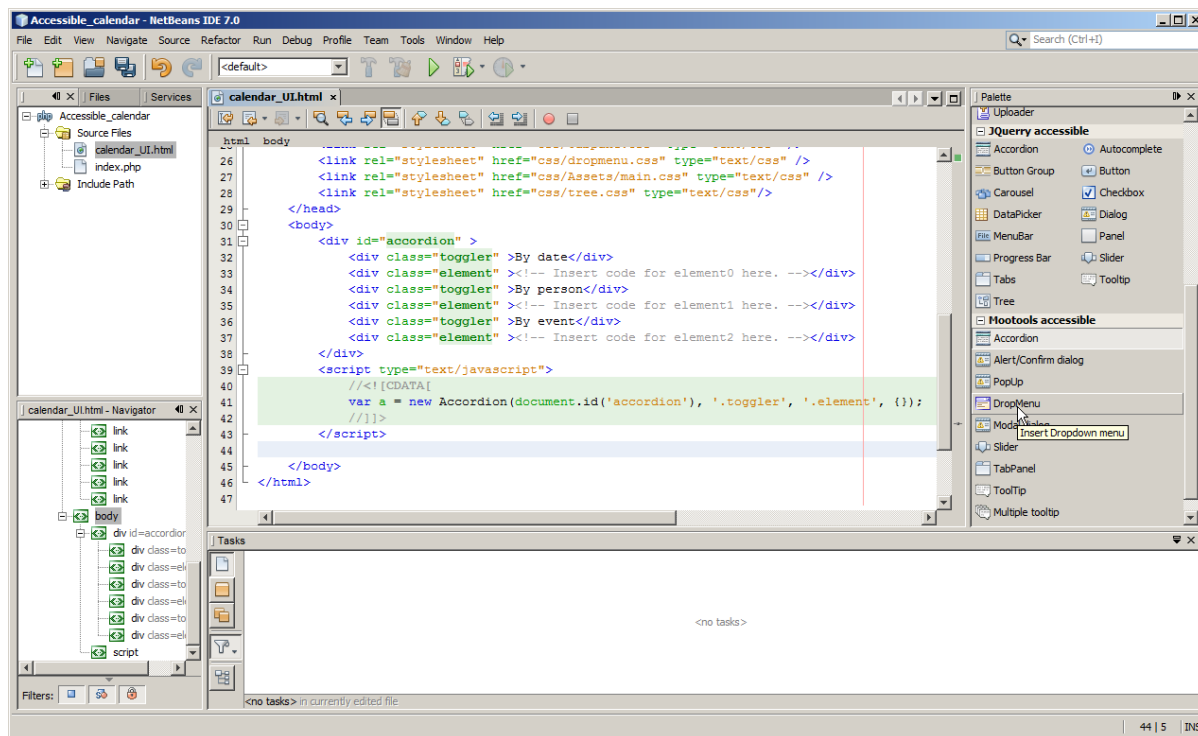 Accessible_calendar - NetBeans IDE 7.0
File Edit View Navigate Source Refactor Run Debug Profile Team Tools Window Help
Search (Ctrl+I)
<default>
Files Services
Accessible_calendar
Source Files
calendar_UI.html
index.php
Include Path
calendar_UI.html
html body
26 <link rel="stylesheet" href="css/dropmenu.css" type="text/css" />
27 <link rel="stylesheet" href="css/Assets/main.css" type="text/css" />
28 <link rel="stylesheet" href="css/tree.css" type="text/css"/>
29 </head>
30 <body>
31 <div id="accordion" >
32 <div class="toggler" >By date</div>
33 <div class="element" ><!-- Insert code for element0 here. --></div>
34 <div class="toggler" >By person</div>
35 <div class="element" ><!-- Insert code for element1 here. --></div>
36 <div class="toggler" >By event</div>
37 <div class="element" ><!-- Insert code for element2 here. --></div>
38 </div>
39 <script type="text/javascript">
40 //<![CDATA[
41 var a = new Accordion(document.id('accordion'), '.toggler', '.element', {});
42 //]]>
43 </script>
44
45 </body>
46 </html>
47
Palette
Uploader
JQuerry accessible
Accordion Autocomplete
Button Group Button
Carousel Checkbox
DataPicker Dialog
File MenuBar Panel
Progress Bar Slider
Tabs Tooltip
Tree
Mootools accessible
Accordion
Alert/Confirm dialog
PopUp
DropMenu
Insert Dropdown menu
Slider
TabPanel
ToolTip
Multiple tooltip
calendar_UI.html - Navigator
link
link
link
link
link
body
div id=accordion
div class=to
div class=el
div class=to
div class=el
div class=to
div class=el
script
Filters:
Tasks
<no tasks>
<no tasks> in currently edited file
44 | 5 INS